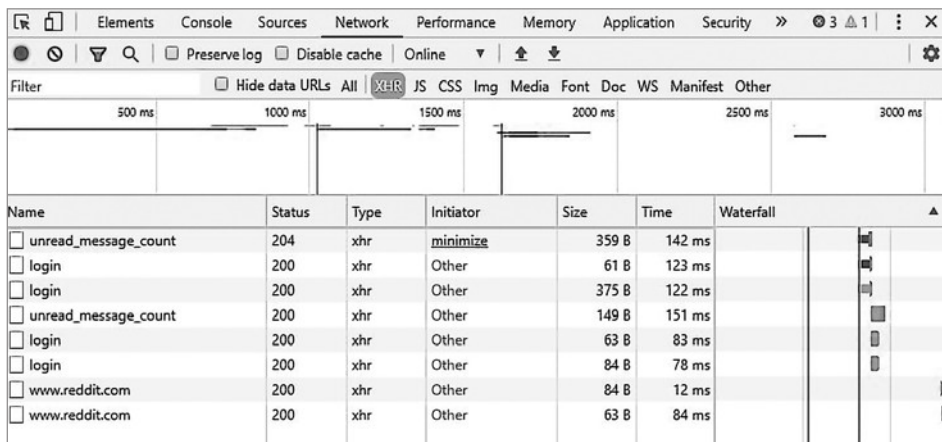 Elements Console Sources Network Performance Memory Application Security » 3 1
Preserve log Disable cache Online ▼
Filter Hide data URLs All XHR JS CSS Img Media Font Doc WS Manifest Other
500 ms 1000 ms 1500 ms 2000 ms 2500 ms 3000 ms
Name Status Type Initiator Size Time Waterfall ▲
unread_message_count 204 xhr minimize 359 B 142 ms
login 200 xhr Other 61 B 123 ms
login 200 xhr Other 375 B 122 ms
unread_message_count 200 xhr Other 149 B 151 ms
login 200 xhr Other 63 B 83 ms
login 200 xhr Other 84 B 78 ms
www.reddit.com 200 xhr Other 84 B 12 ms
www.reddit.com 200 xhr Other 63 B 84 ms